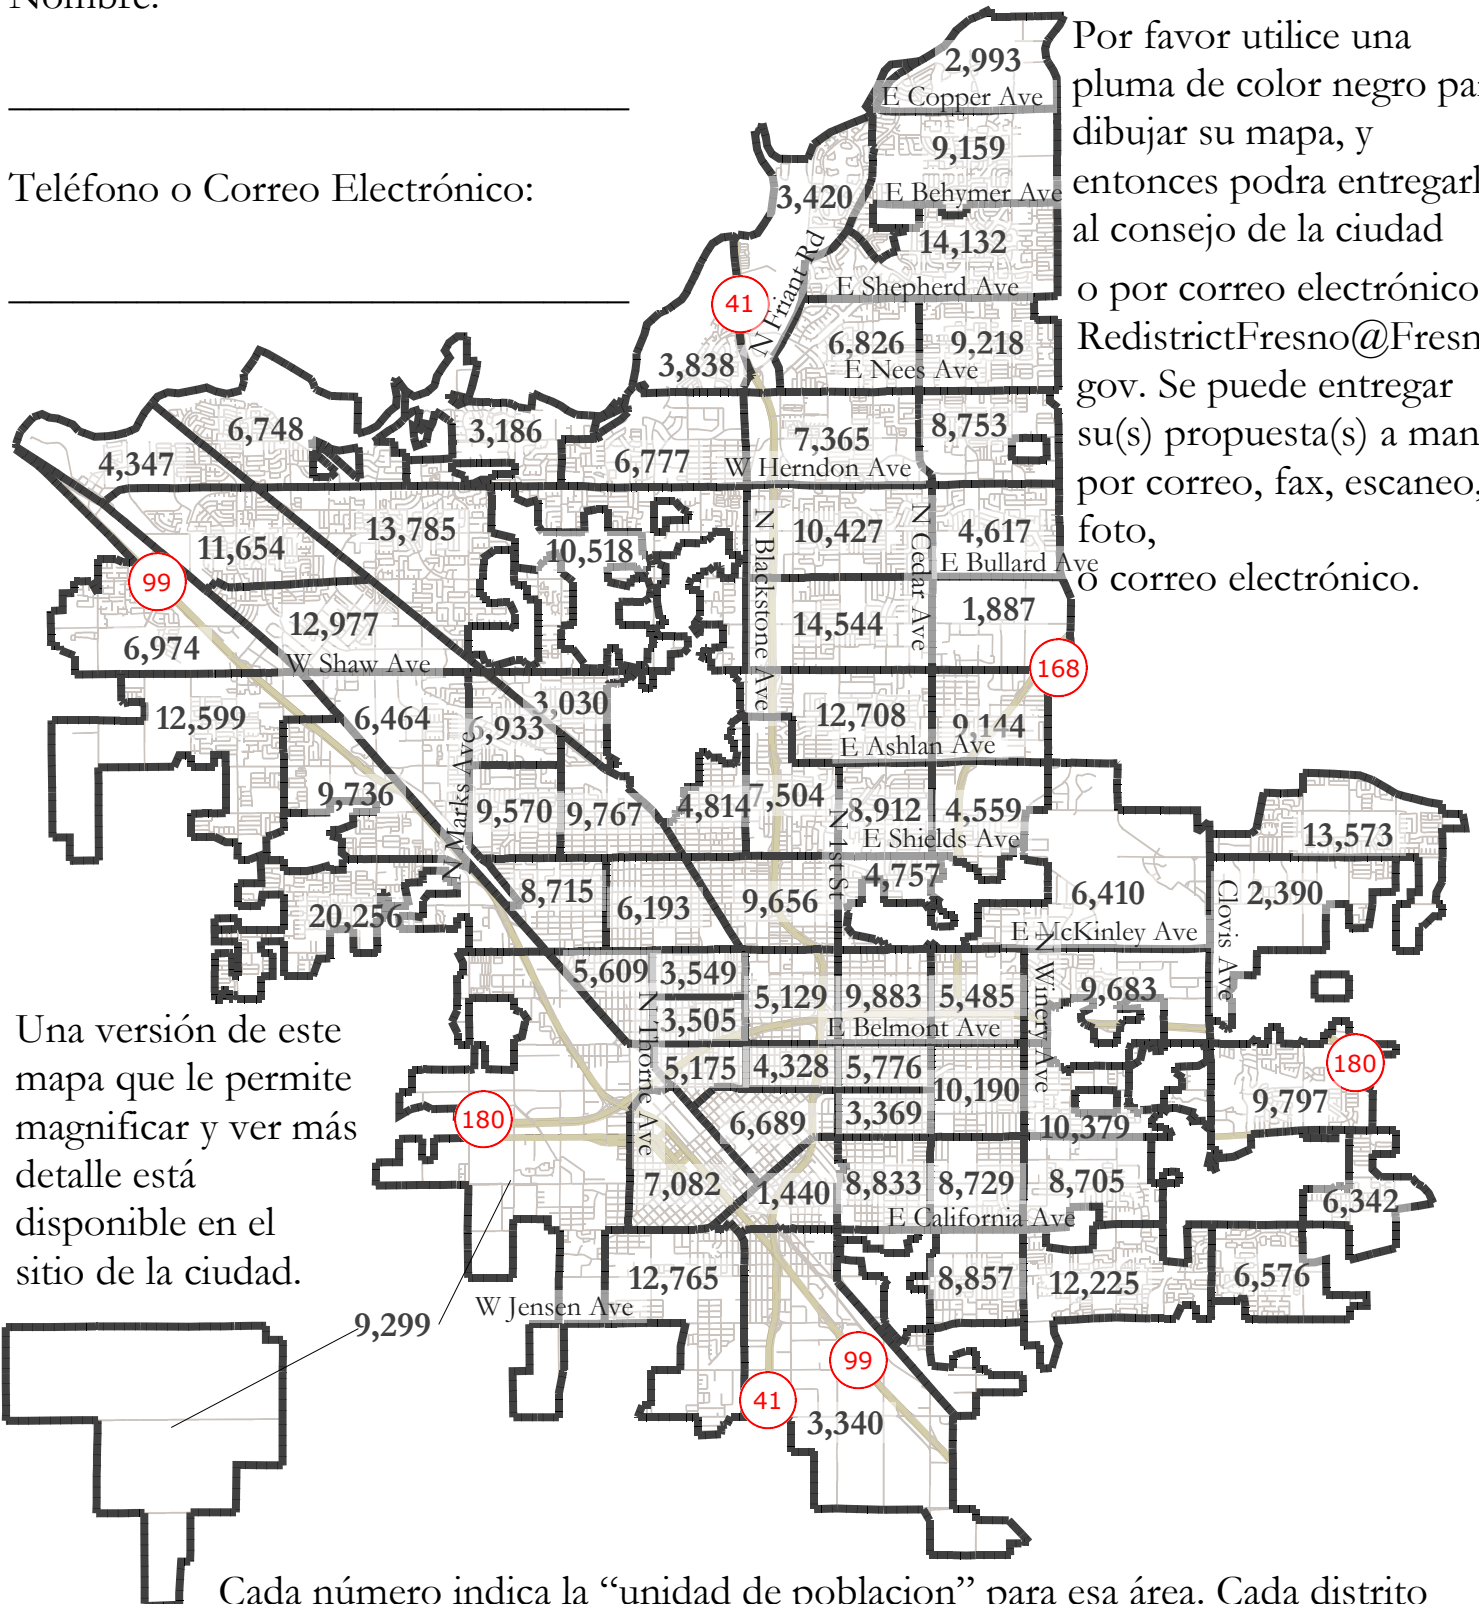 Nombre:
Teléfono o Correo Electrónico:
Por favor utilice una
pluma de color negro
dibujar su mapa, y
entonces podra
al consejo de la ciudad
o por correo electrónico
gov. Se puede entregar
su(s) propuesta(s) a
por correo, fax, escaneo,
foto,
o correo electrónico.
2,993
E Copper Ave
9,159
E Behymer Ave
3,420
14,132
N Friant Rd
E Shepherd Ave
41
6,826
9,218
3,838
E Nees Ave
6,748
3,186
7,365
8,753
4,347
6,777
W Herndon Ave
11,654
13,785
10,518
N Blackstone Ave
10,427
N Cedar Ave
4,617
E Bullard Ave
99
12,977
14,544
1,887
6,974
W Shaw Ave
168
12,599
6,464
6,933
3,030
12,708
9,144
E Ashlan Ave
N Marks Ave
9,736
9,570
9,767
4,814
7,504
8,912
4,559
N 1st St
E Shields Ave
13,573
20,256
8,715
6,193
9,656
4,757
6,410
2,390
E McKinley Ave
Clovis Ave
5,609
3,549
5,129
9,883
5,485
N Winery Ave
9,683
3,505
E Belmont Ave
N Thorne Ave
5,175
4,328
5,776
10,190
180
9,797
180
6,689
3,369
10,379
7,082
1,440
8,833
8,729
8,705
6,342
E California Ave
12,765
8,857
12,225
6,576
W Jensen Ave
9,299
99
41
3,340
Una versión de este
mapa que le permite
magnificar y ver más
detalle está
disponible en el
sitio de la ciudad.
Cada número indica la “unidad de poblacion” para esa área. Cada distrito